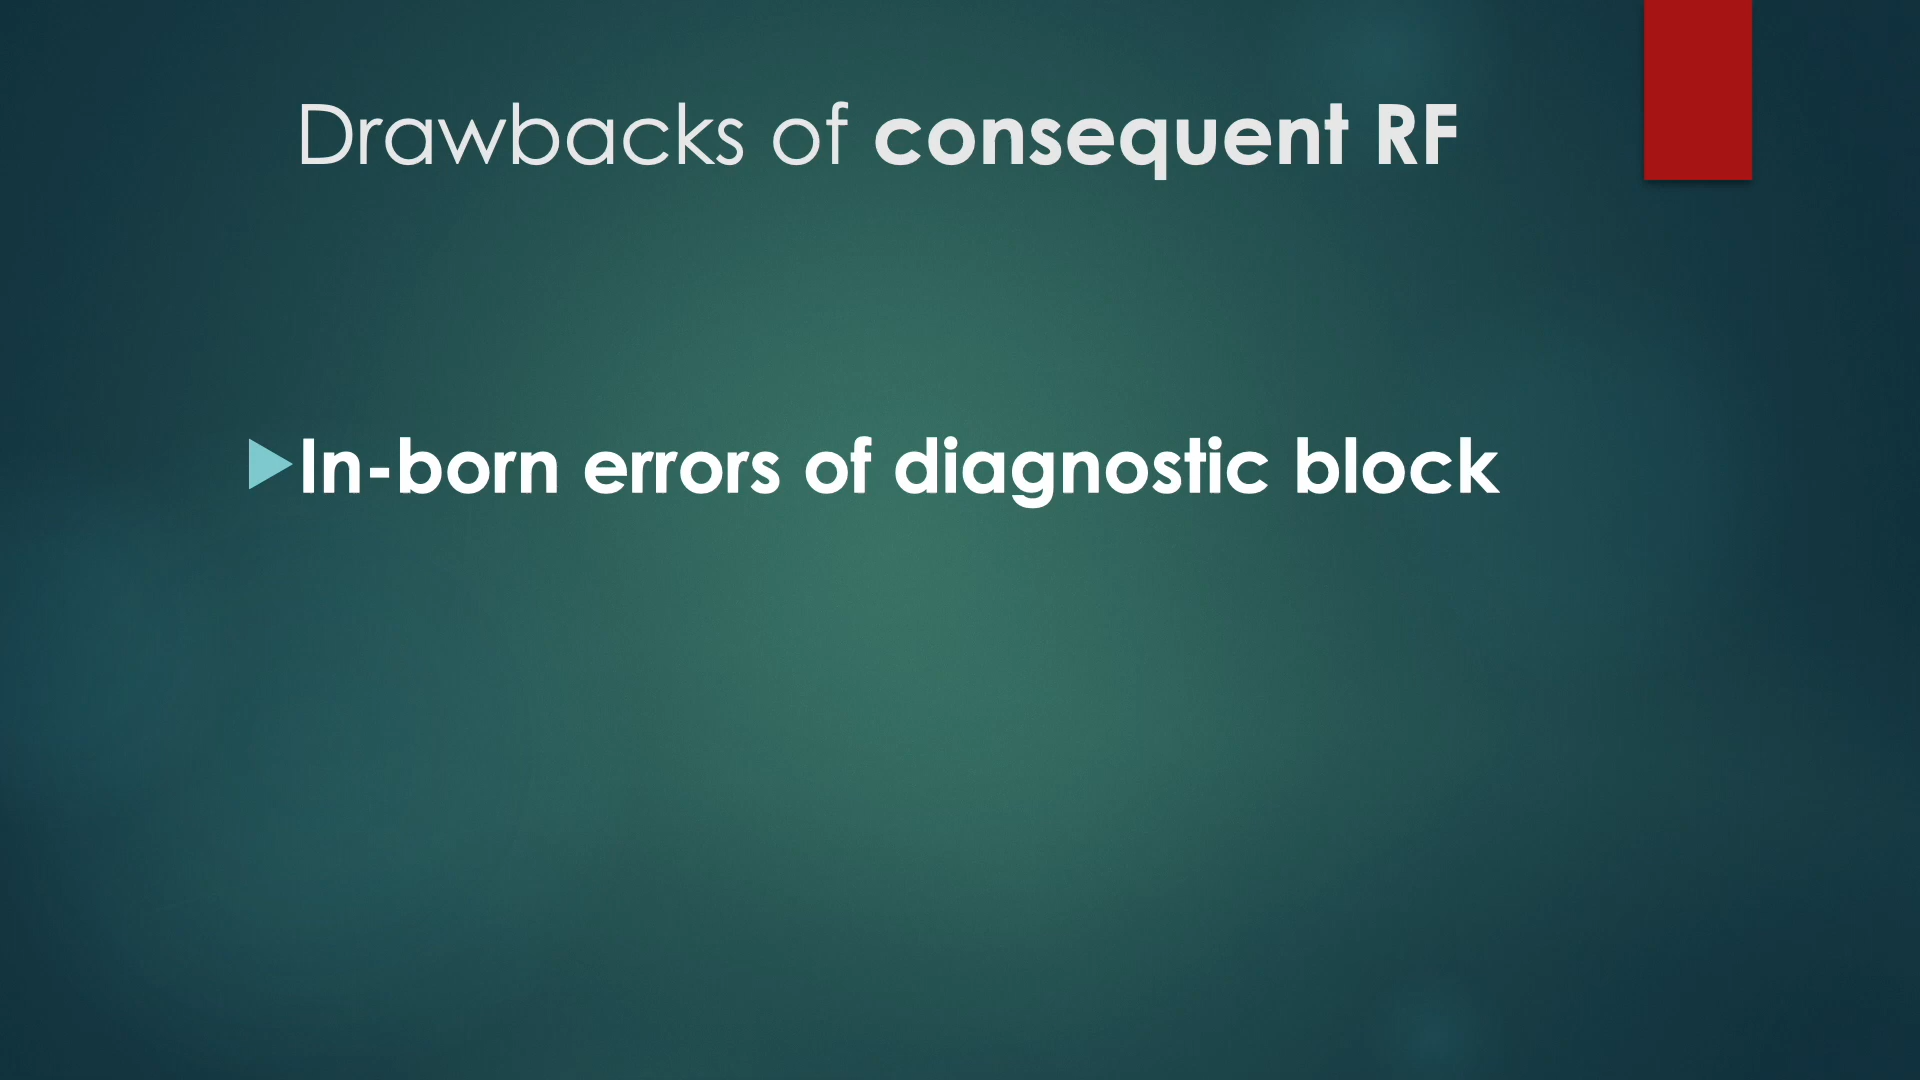 Drawbacks of consequent RF
In-born errors of diagnostic block